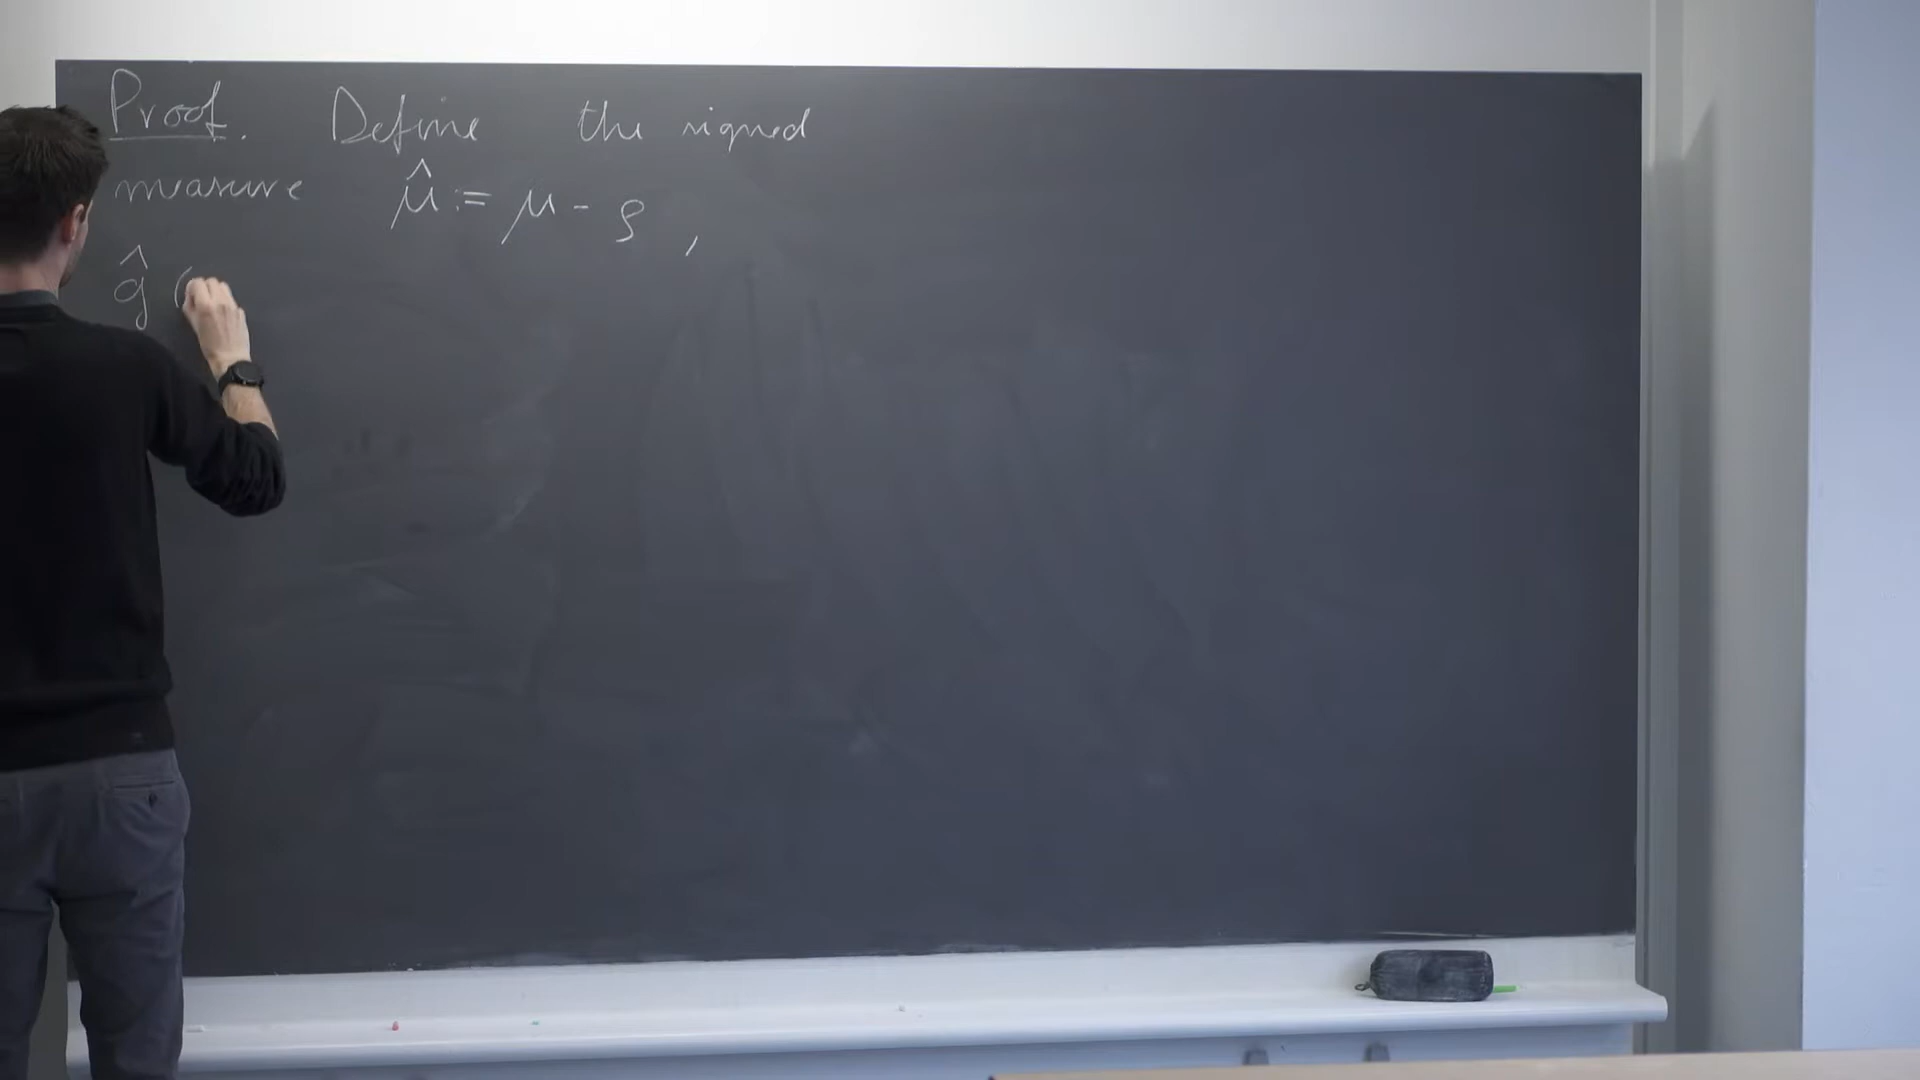 Proof. Define the signed
measure μ̂ := μ - ρ ,
ĝ (